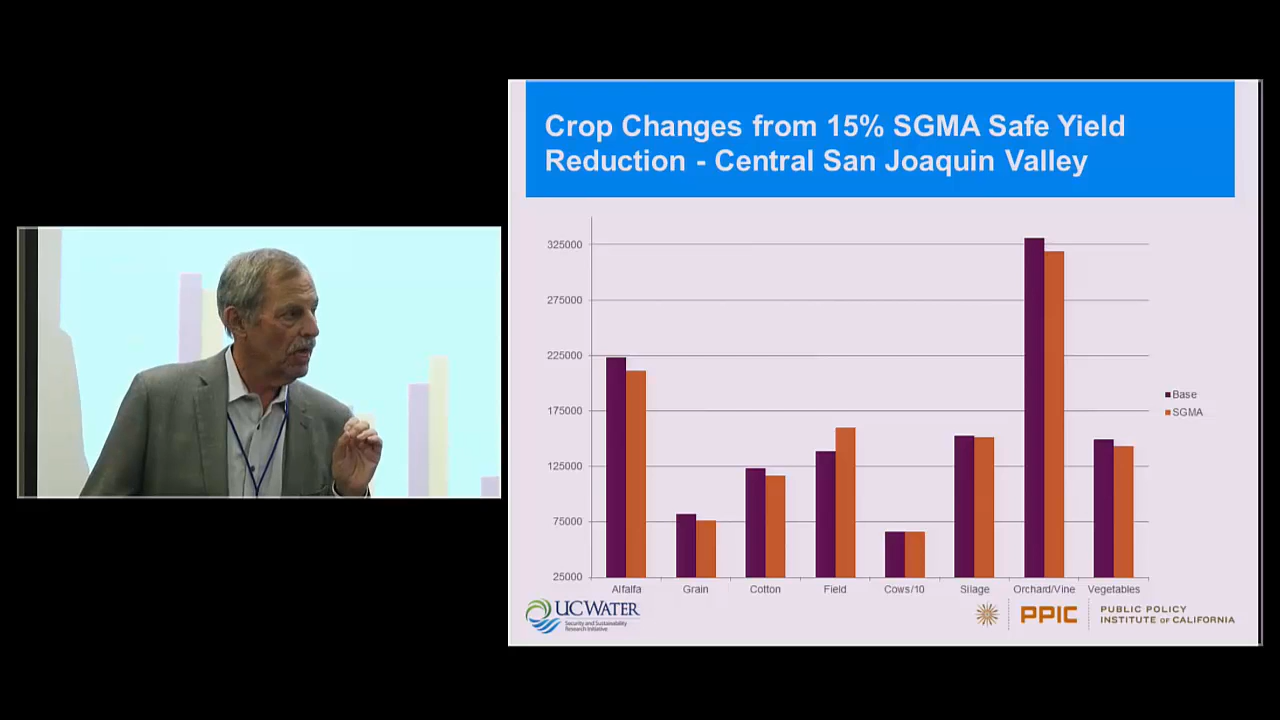 Crop Changes from 15% SGMA Safe Yield
Reduction - Central San Joaquin Valley
325000
275000
225000
175000
125000
75000
25000
Alfalfa Grain Cotton Field Cows/10 Silage Orchard/Vine Vegetables
Base
SGMA
UC WATER
Security and Sustainability
Research Initiative
PPIC
PUBLIC POLICY
INSTITUTE OF CALIFORNIA